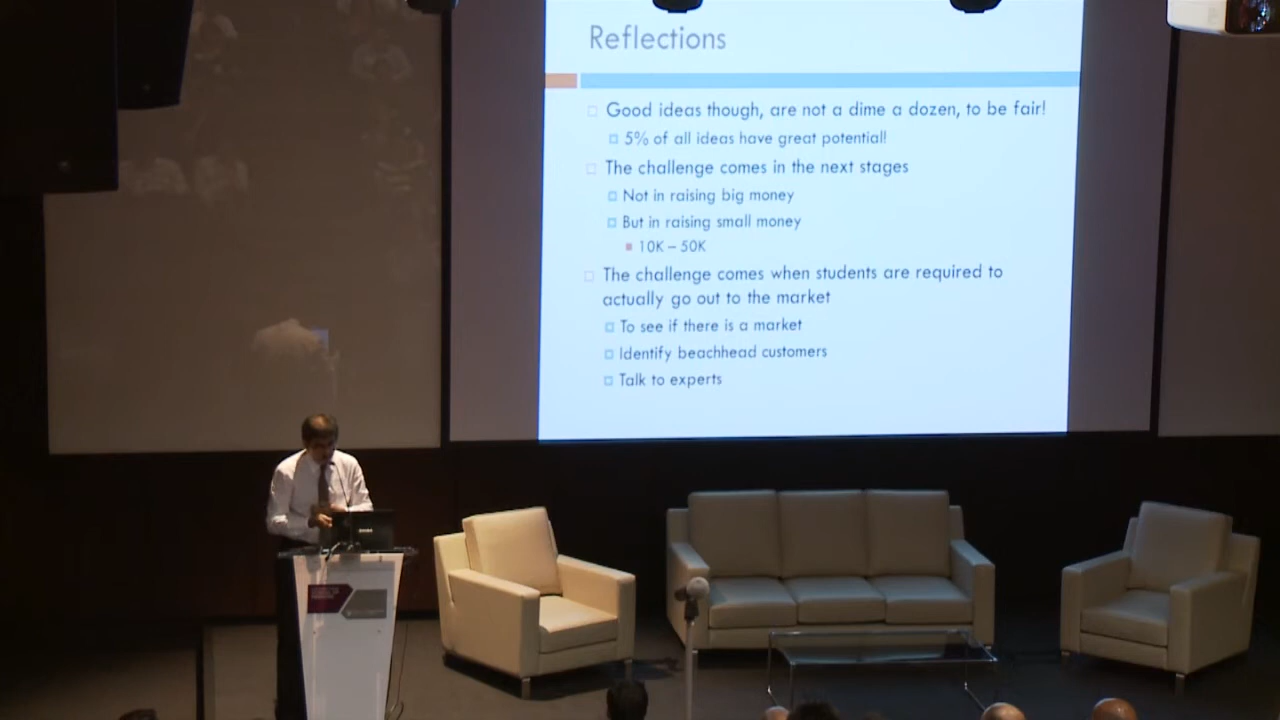 Reflections
Good ideas though, are not a dime a dozen, to be fair!
5% of all ideas have great potential!
The challenge comes in the next stages
Not in raising big money
But in raising small money
10K – 50K
The challenge comes when students are required to
actually go out to the market
To see if there is a market
Identify beachhead customers
Talk to experts